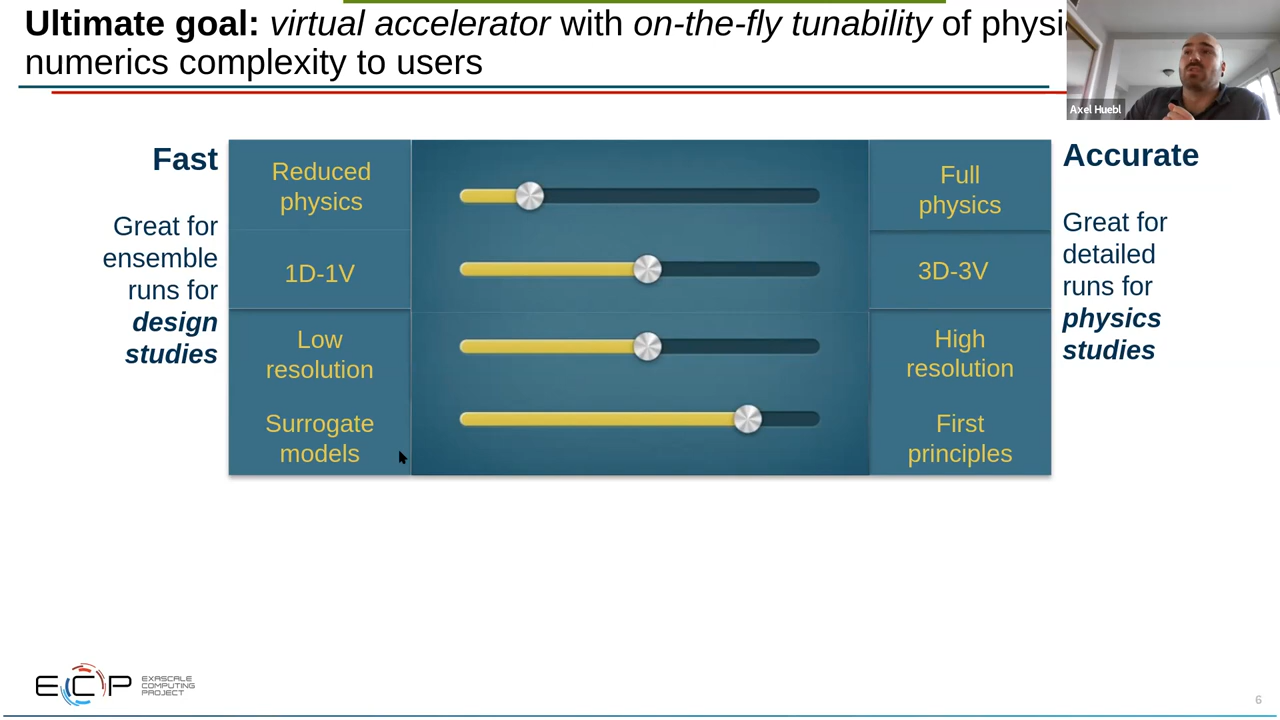 Ultimate goal: virtual accelerator with on-the-fly tunability of
numerics complexity to users
Axel Huebl
Fast
Great for
ensemble
runs for
design
studies
Reduced
physics
1D-1V
Low
resolution
Surrogate
models
Full
physics
3D-3V
High
resolution
First
principles
Accurate
Great for
detailed
runs for
physics
studies
ECP
EXASCALE
COMPUTING
PROJECT
6